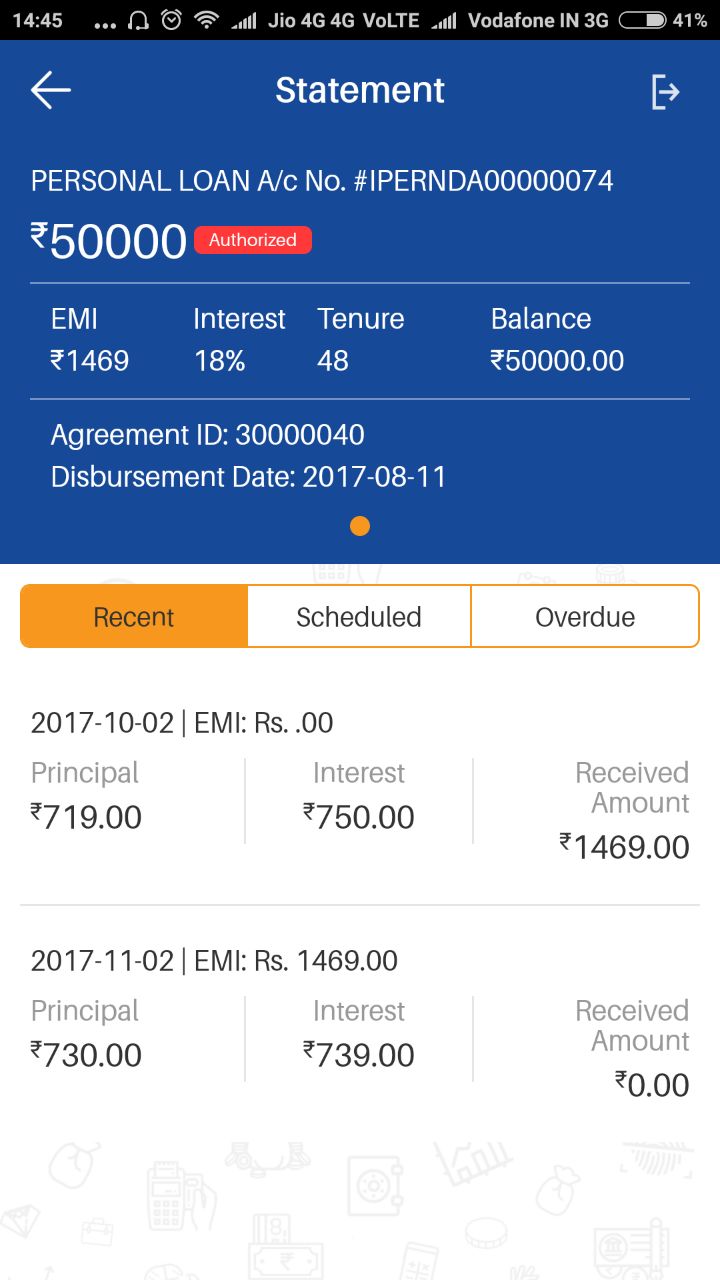 14:45 ... Jio 4G 4G VoLTE Vodafone IN 3G 41%
Statement
PERSONAL LOAN A/c No. #IPERNDA00000074
₹50000 Authorized
EMI Interest Tenure Balance
₹1469 18% 48 ₹50000.00
Agreement ID: 30000040
Disbursement Date: 2017-08-11
Recent Scheduled Overdue
2017-10-02 | EMI: Rs. .00
Principal Interest Received
Amount
₹719.00 ₹750.00
₹1469.00
2017-11-02 | EMI: Rs. 1469.00
Principal Interest Received
Amount
₹730.00 ₹739.00
₹0.00